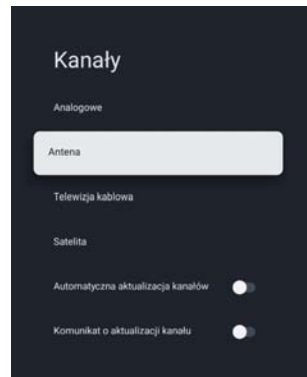 Kanały
Analogowe
Antena
Telewizja kablowa
Satelita
Automatyczna aktualizacja kanałów
Komunikat o aktualizacji kanału